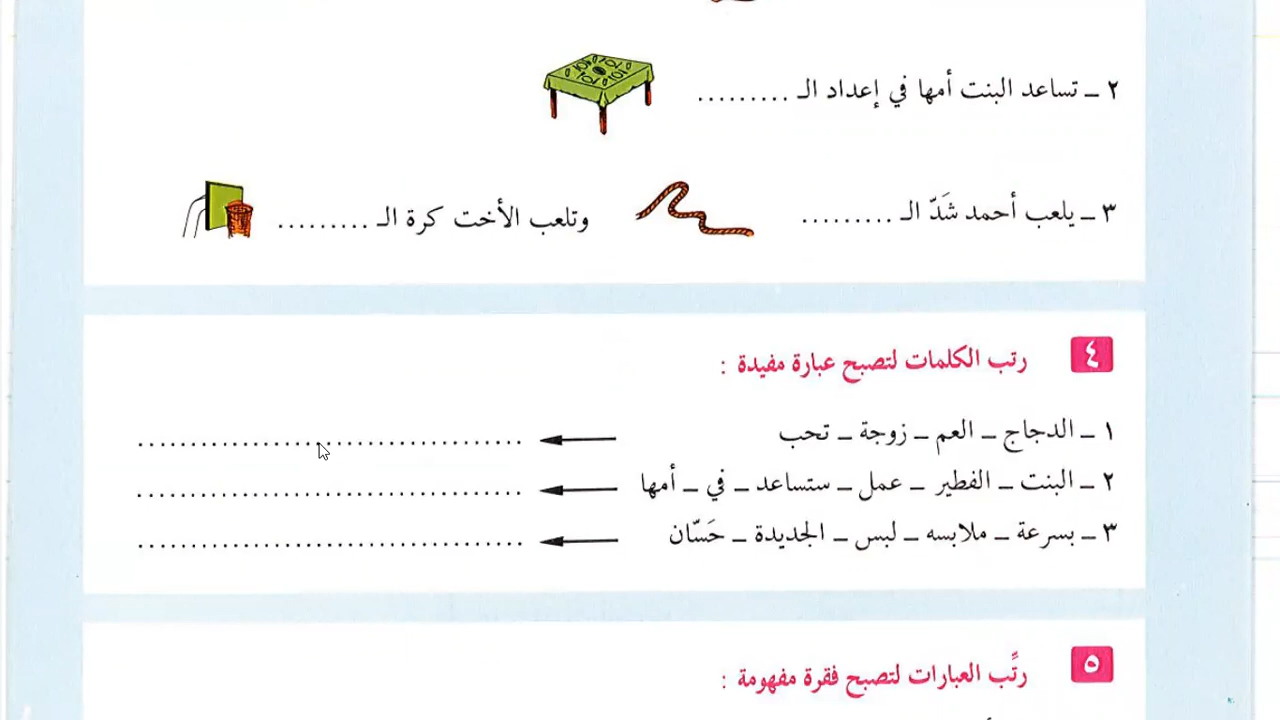 ٢ ـ تساعد البنت أمها في إعداد الـ .........
٣ ـ يلعب أحمد شَدّ الـ ......... وتلعب الأخت كرة الـ .........
٤ رتب الكلمات لتصبح عبارة مفيدة :
١ ـ الدجاج ـ العم ـ زوجة ـ تحب ........................................
٢ ـ البنت ـ الفطير ـ عمل ـ ستساعد ـ في ـ أمها ........................................
٣ ـ بسرعة ـ ملابسه ـ لبس ـ الجديدة ـ حَسّان ........................................
٥ رتِّب العبارات لتصبح فقرة مفهومة :